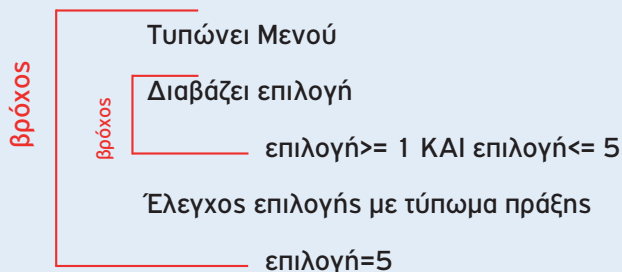 Τυπώνει Μενού
βρόχος
Διαβάζει επιλογή
βρόχος
επιλογή>= 1 ΚΑΙ επιλογή<= 5
Έλεγχος επιλογής με τύπωμα πράξης
επιλογή=5